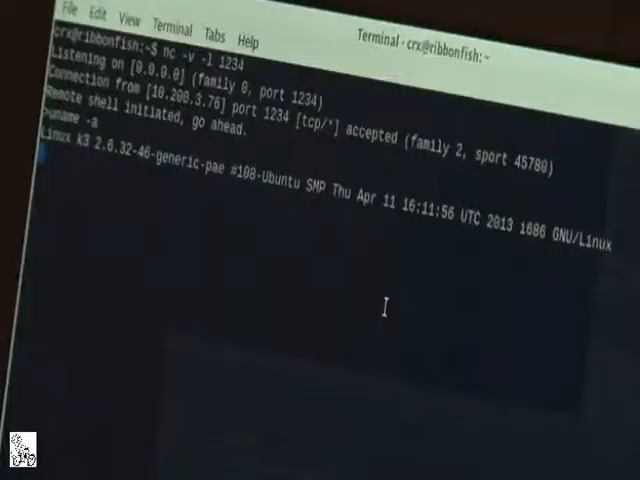 File Edit View Terminal Tabs Help
Terminal - crx@ribbonfish: ~
crx@ribbonfish:~$ nc -v -l 1234
Listening on [0.0.0.0] (family 0, port 1234)
Connection from [10.200.3.76] port 1234 [tcp/*] accepted (family 2, sport 45780)
Remote shell initiated, go ahead.
>uname -a
Linux k3 2.6.32-46-generic-pae #108-Ubuntu SMP Thu Apr 11 16:11:56 UTC 2013 i686 GNU/Linux